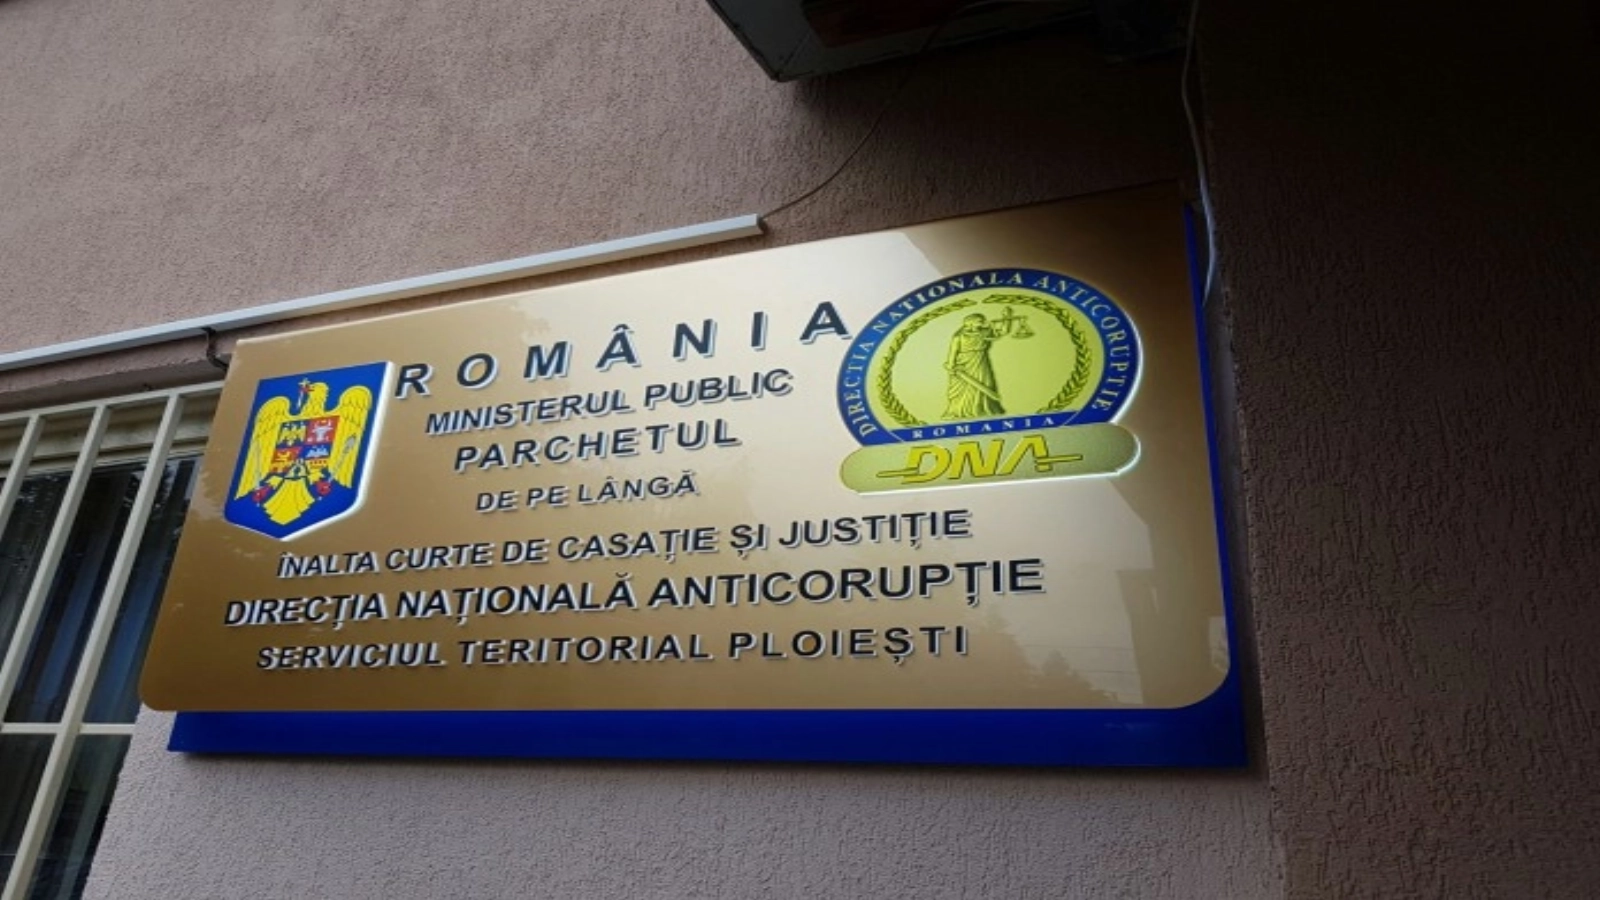 ROMÂNIA
MINISTERUL PUBLIC
PARCHETUL
DE PE LÂNGĂ
ÎNALTA CURTE DE CASAȚIE ȘI JUSTIȚIE
DIRECȚIA NAȚIONALĂ ANTICORUPȚIE
SERVICIUL TERITORIAL PLOIEȘTI
DIRECTIA NATIONALA ANTICORUPTIE
ROMANIA
DNA